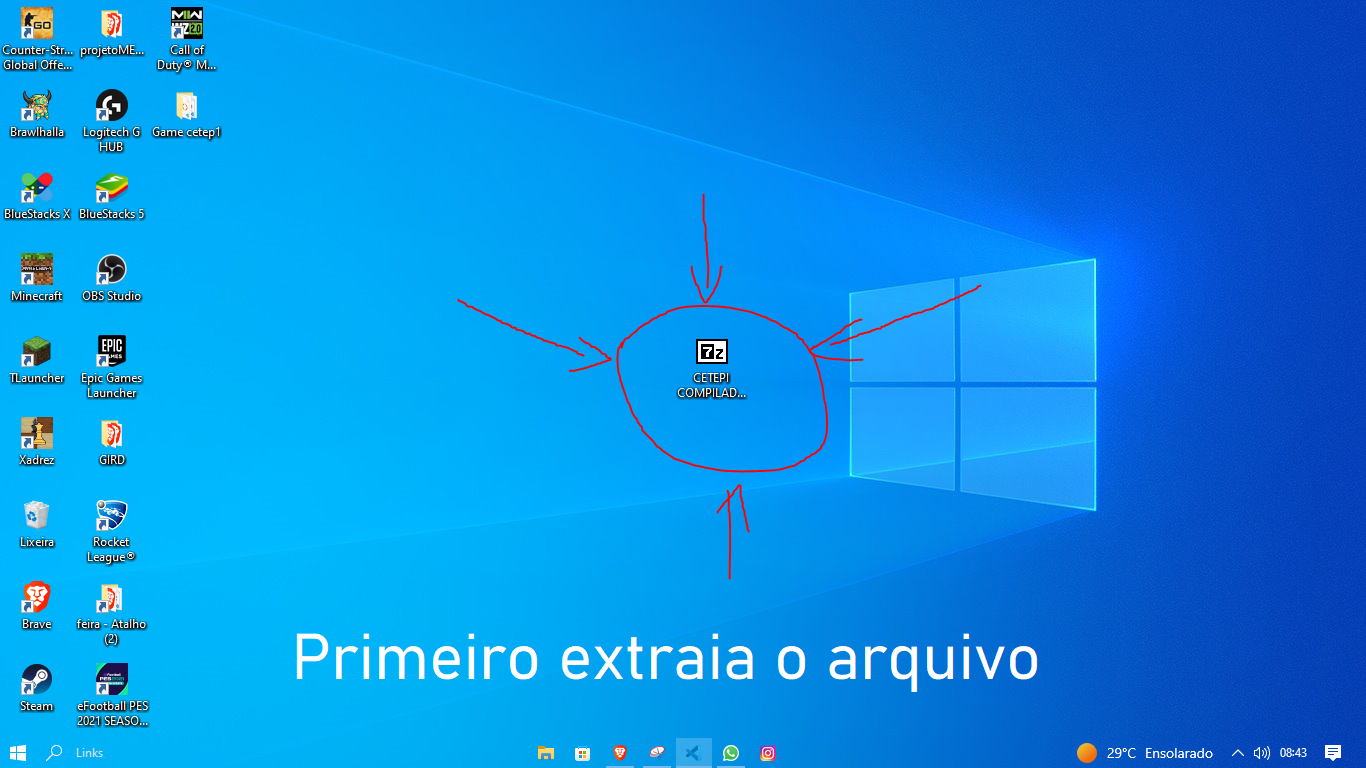 Counter-Str...
Global Offe...
projetoME...
Call of
Duty® M...
Brawlhalla
Logitech G
HUB
Game cetep1
BlueStacks X
BlueStacks 5
Minecraft
OBS Studio
TLauncher
Epic Games
Launcher
Xadrez
GIRD
Lixeira
Rocket
League®
Brave
feira - Atalho
(2)
Steam
eFootball PES
2021 SEASO...
CETEPI
COMPILAD...
Primeiro extraia o arquivo
Links
29°C Ensolarado
08:43